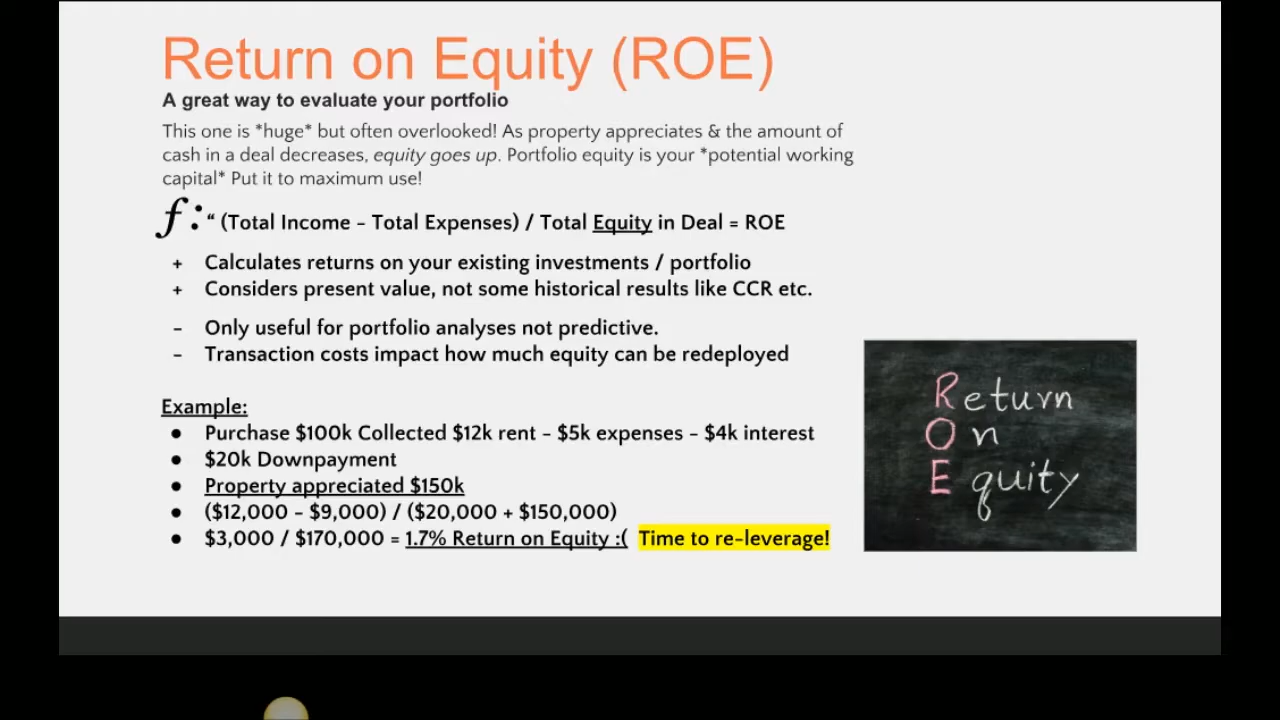 Return on Equity (ROE)
A great way to evaluate your portfolio
This one is *huge* but often overlooked! As property appreciates & the amount of
cash in a deal decreases, equity goes up. Portfolio equity is your *potential working
capital* Put it to maximum use!
f: “ (Total Income - Total Expenses) / Total Equity in Deal = ROE
+ Calculates returns on your existing investments / portfolio
+ Considers present value, not some historical results like CCR etc.
- Only useful for portfolio analyses not predictive.
- Transaction costs impact how much equity can be redeployed
Example:
● Purchase $100k Collected $12k rent - $5k expenses - $4k interest
● $20k Downpayment
● Property appreciated $150k
● ($12,000 - $9,000) / ($20,000 + $150,000)
● $3,000 / $170,000 = 1.7% Return on Equity :( Time to re-leverage!
Return
On
Equity